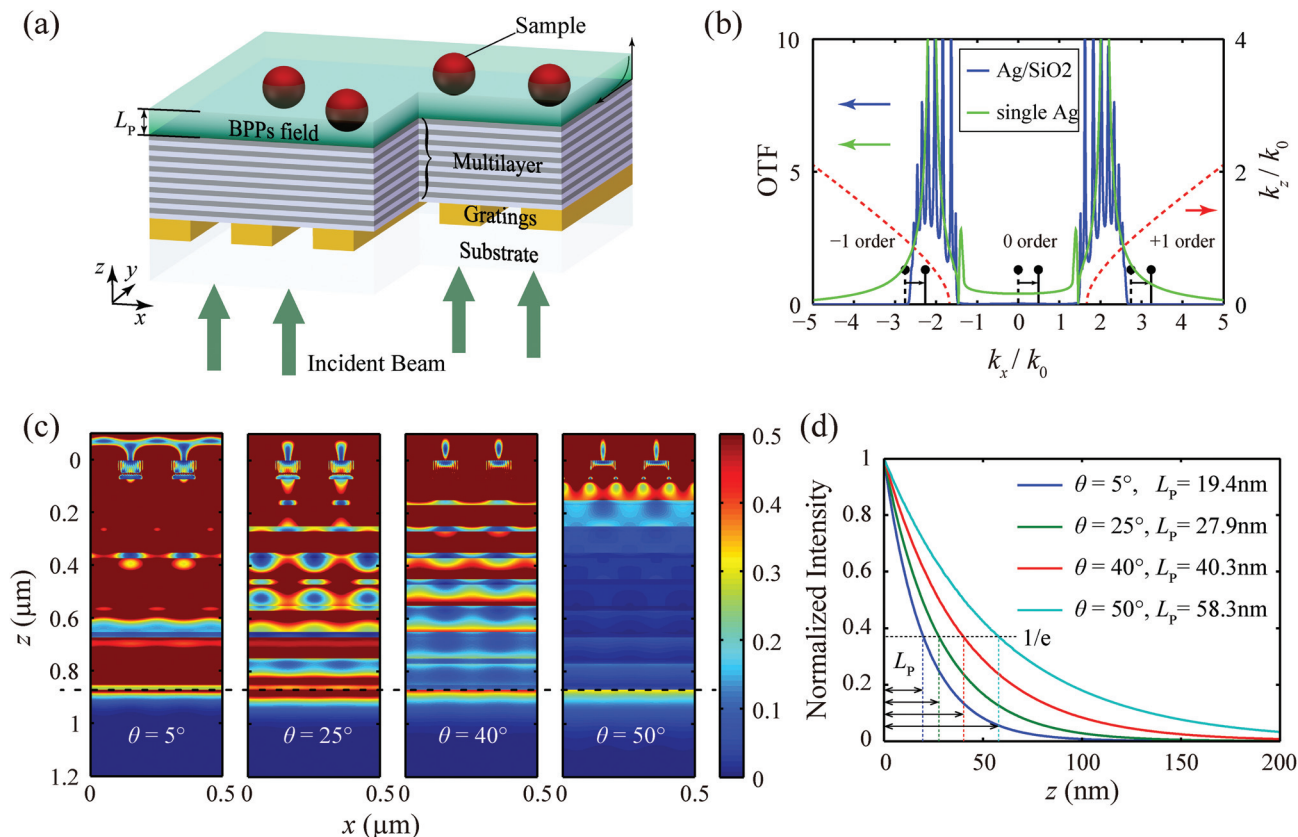 (a)
Sample
L_P
BPPs field
Multilayer
Gratings
Substrate
z
y
x
Incident Beam
(b)
10
5
0
OTF
Ag/SiO2
single Ag
−1 order
0 order
+1 order
4
2
0
k_z / k_0
−5 −4 −3 −2 −1 0 1 2 3 4 5
k_x / k_0
(c)
0
0.2
0.4
0.6
0.8
1
1.2
z (μm)
θ = 5°
θ = 25°
θ = 40°
θ = 50°
0 0.5 0 0.5 0 0.5 0 0.5
x (μm)
0.5
0.4
0.3
0.2
0.1
0
(d)
1
0.8
0.6
0.4
0.2
0
Normalized Intensity
θ = 5°, L_P = 19.4nm
θ = 25°, L_P = 27.9nm
θ = 40°, L_P = 40.3nm
θ = 50°, L_P = 58.3nm
1/e
L_P
0 50 100 150 200
z (nm)